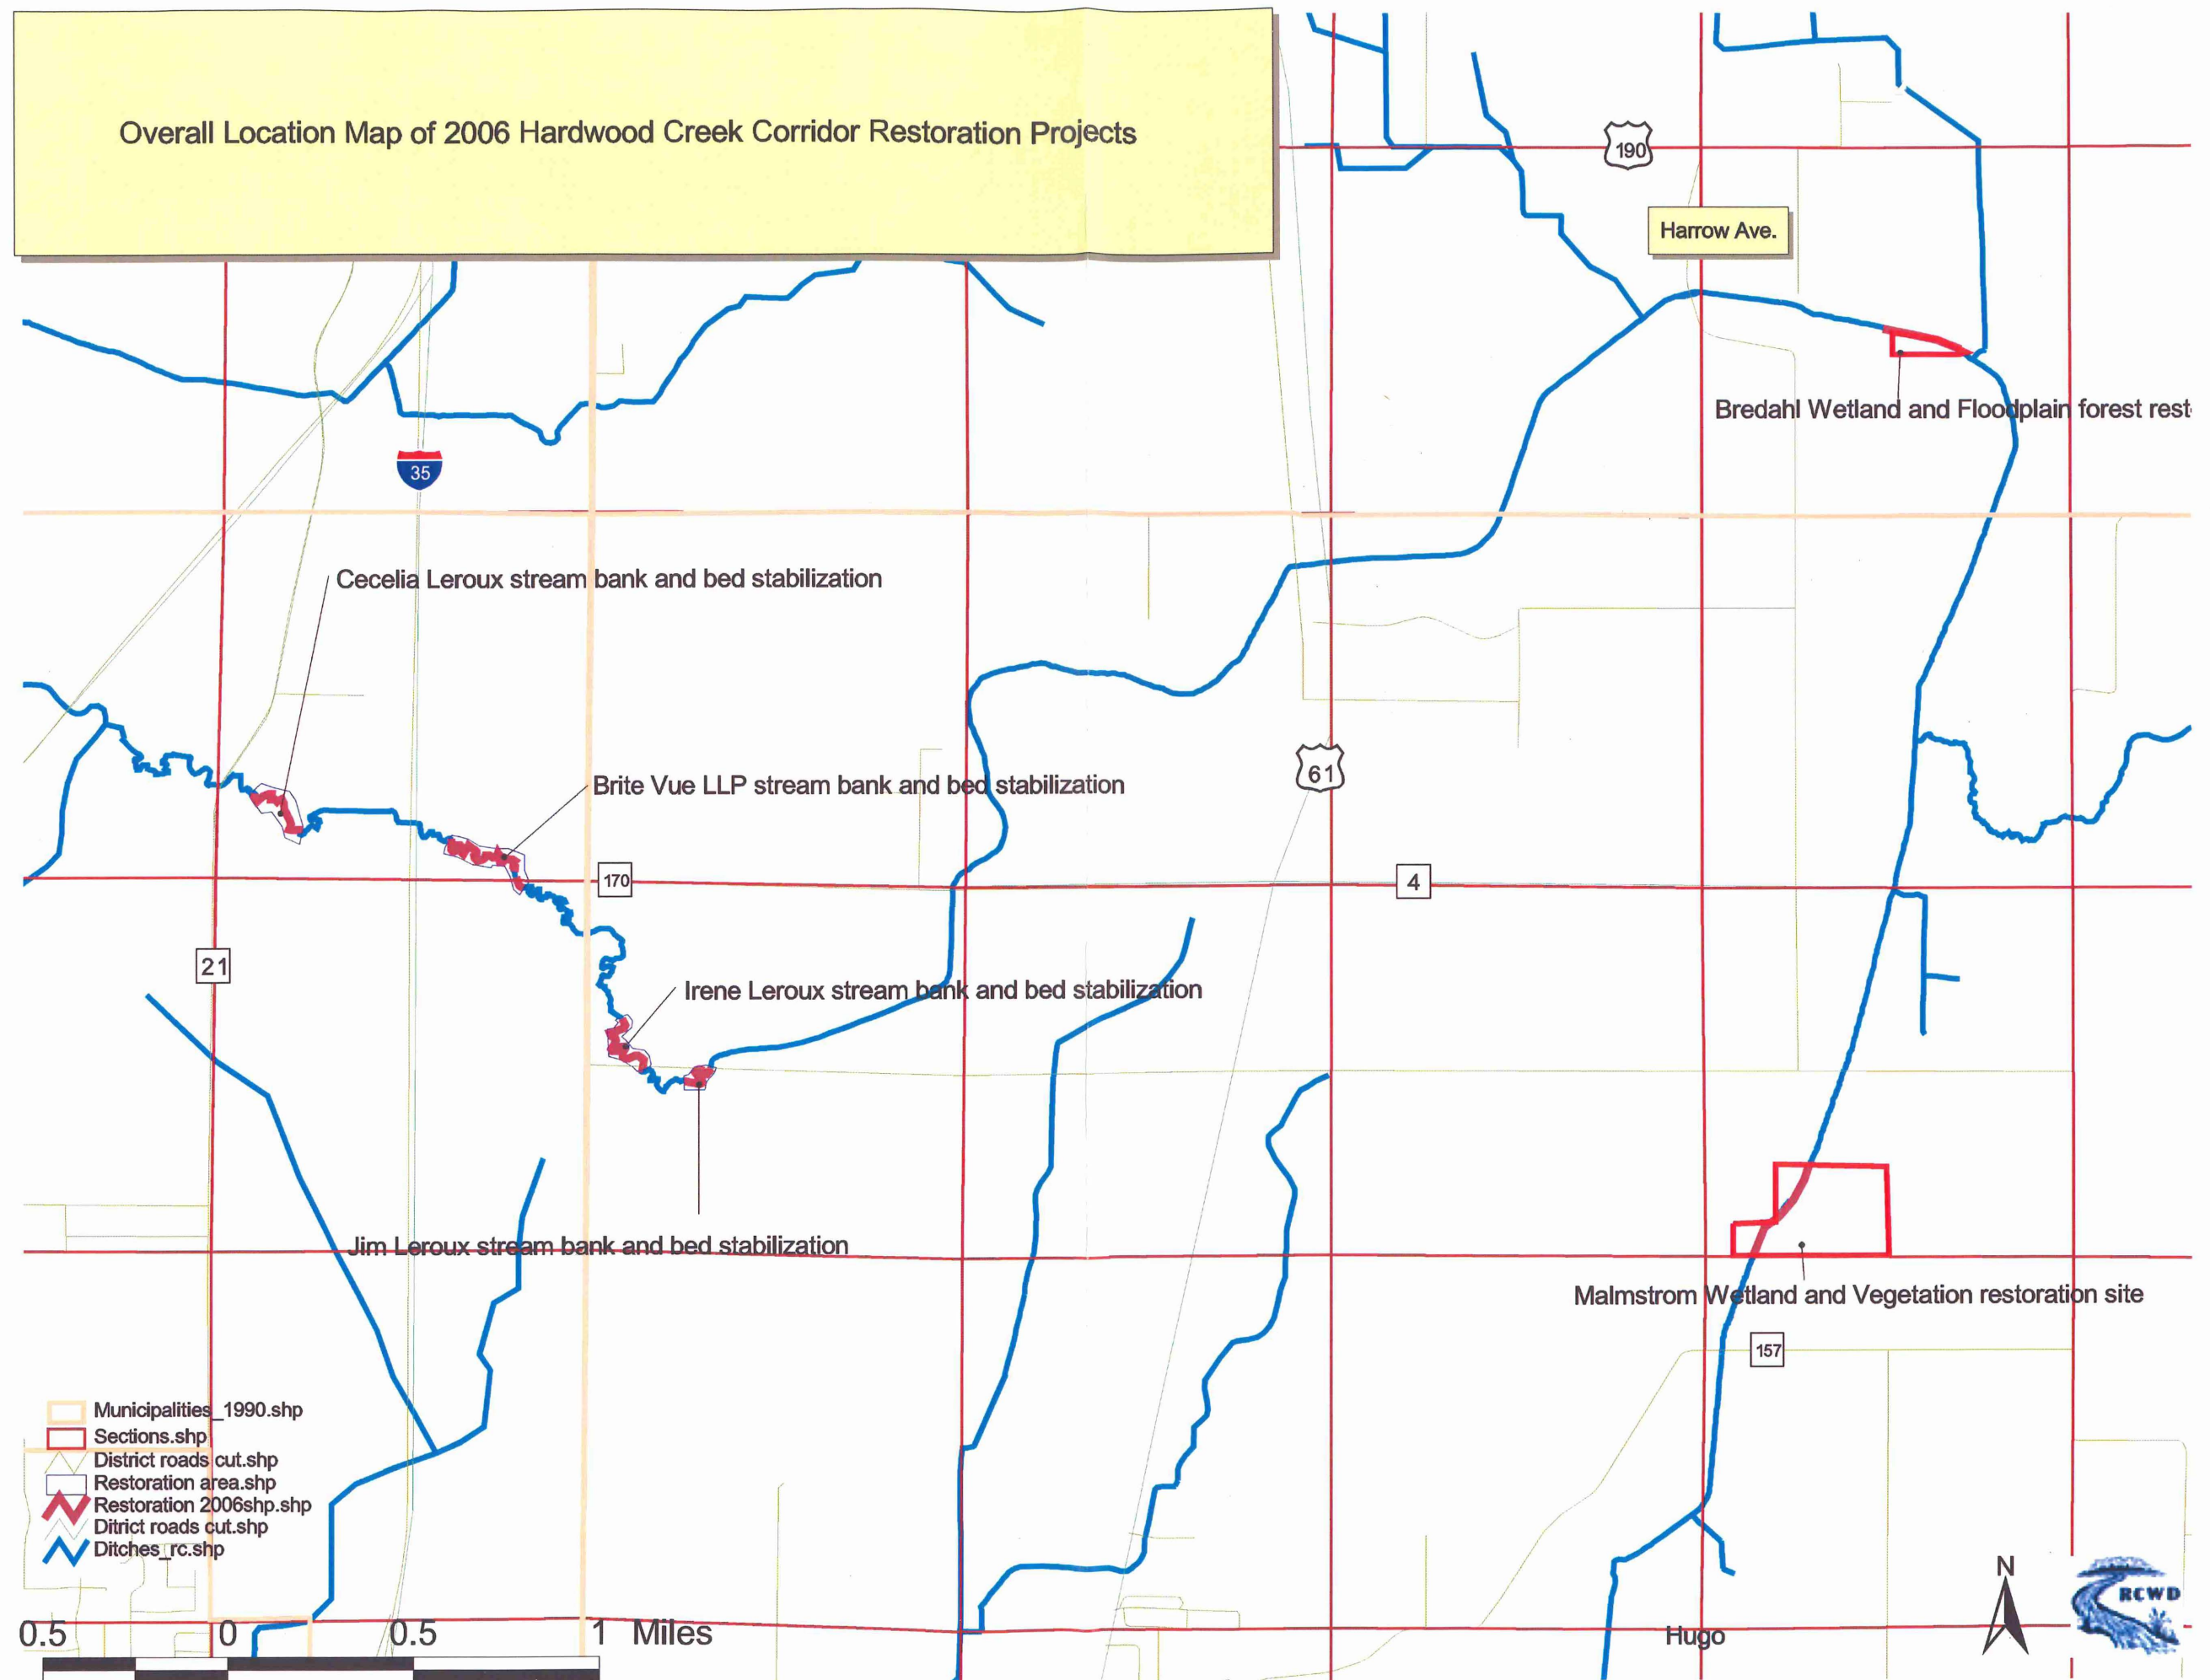 Overall Location Map of 2006 Hardwood Creek Corridor Restoration Projects
190
Harrow Ave.
Bredahl Wetland and Floodplain forest rest
35
Cecelia Leroux stream bank and bed stabilization
Brite Vue LLP stream bank and bed stabilization
61
170
4
21
Irene Leroux stream bank and bed stabilization
Jim Leroux stream bank and bed stabilization
Malmstrom Wetland and Vegetation restoration site
157
Municipalities_1990.shp
Sections.shp
District roads cut.shp
Restoration area.shp
Restoration 2006shp.shp
Ditrict roads cut.shp
Ditches_rc.shp
0.5 0 0.5 1 Miles
Hugo
N
RCWD